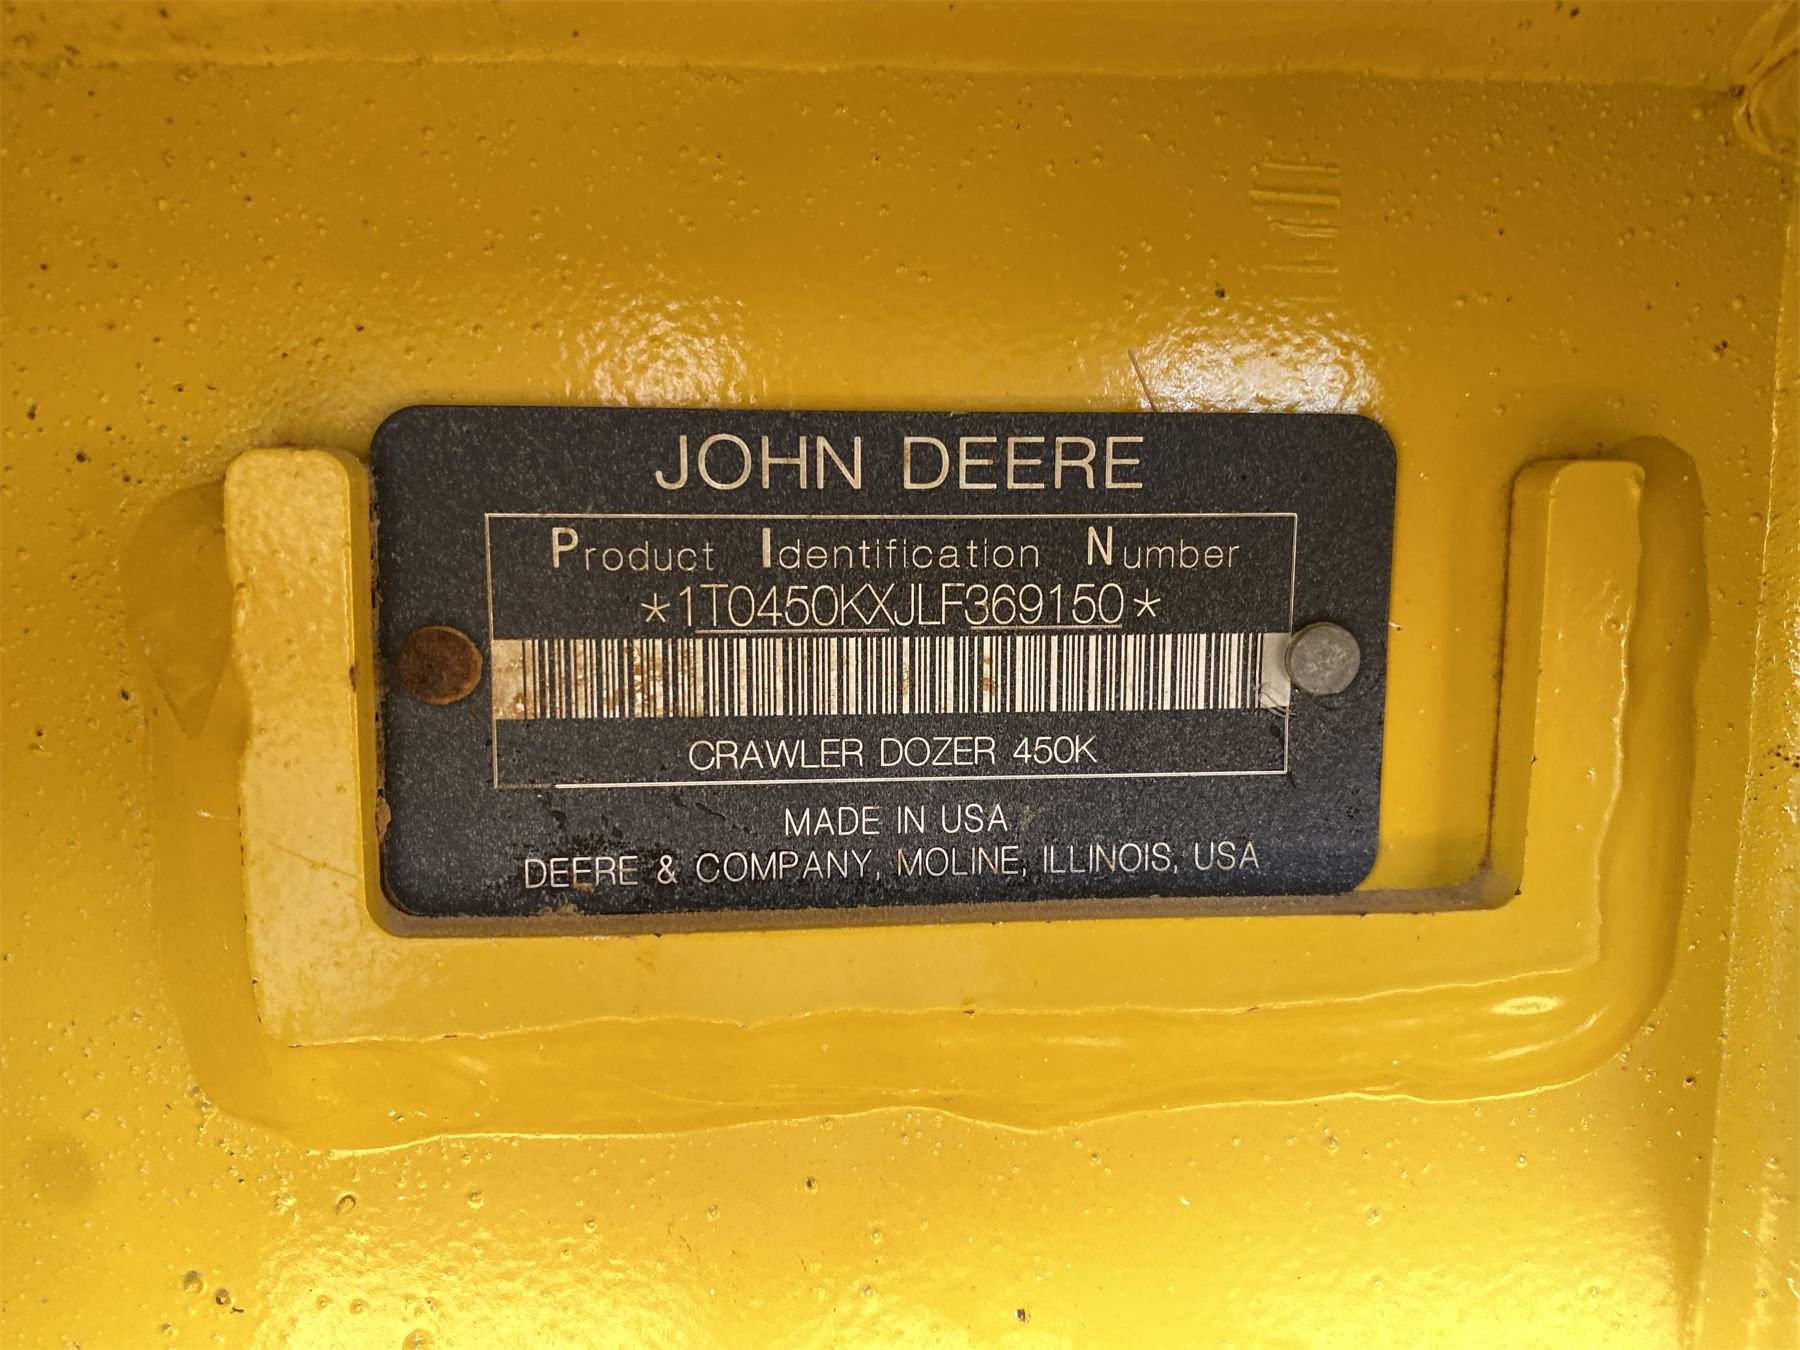 JOHN DEERE
Product Identification Number
*1T0450KXJLF369150*
CRAWLER DOZER 450K
MADE IN USA
DEERE & COMPANY, MOLINE, ILLINOIS, USA